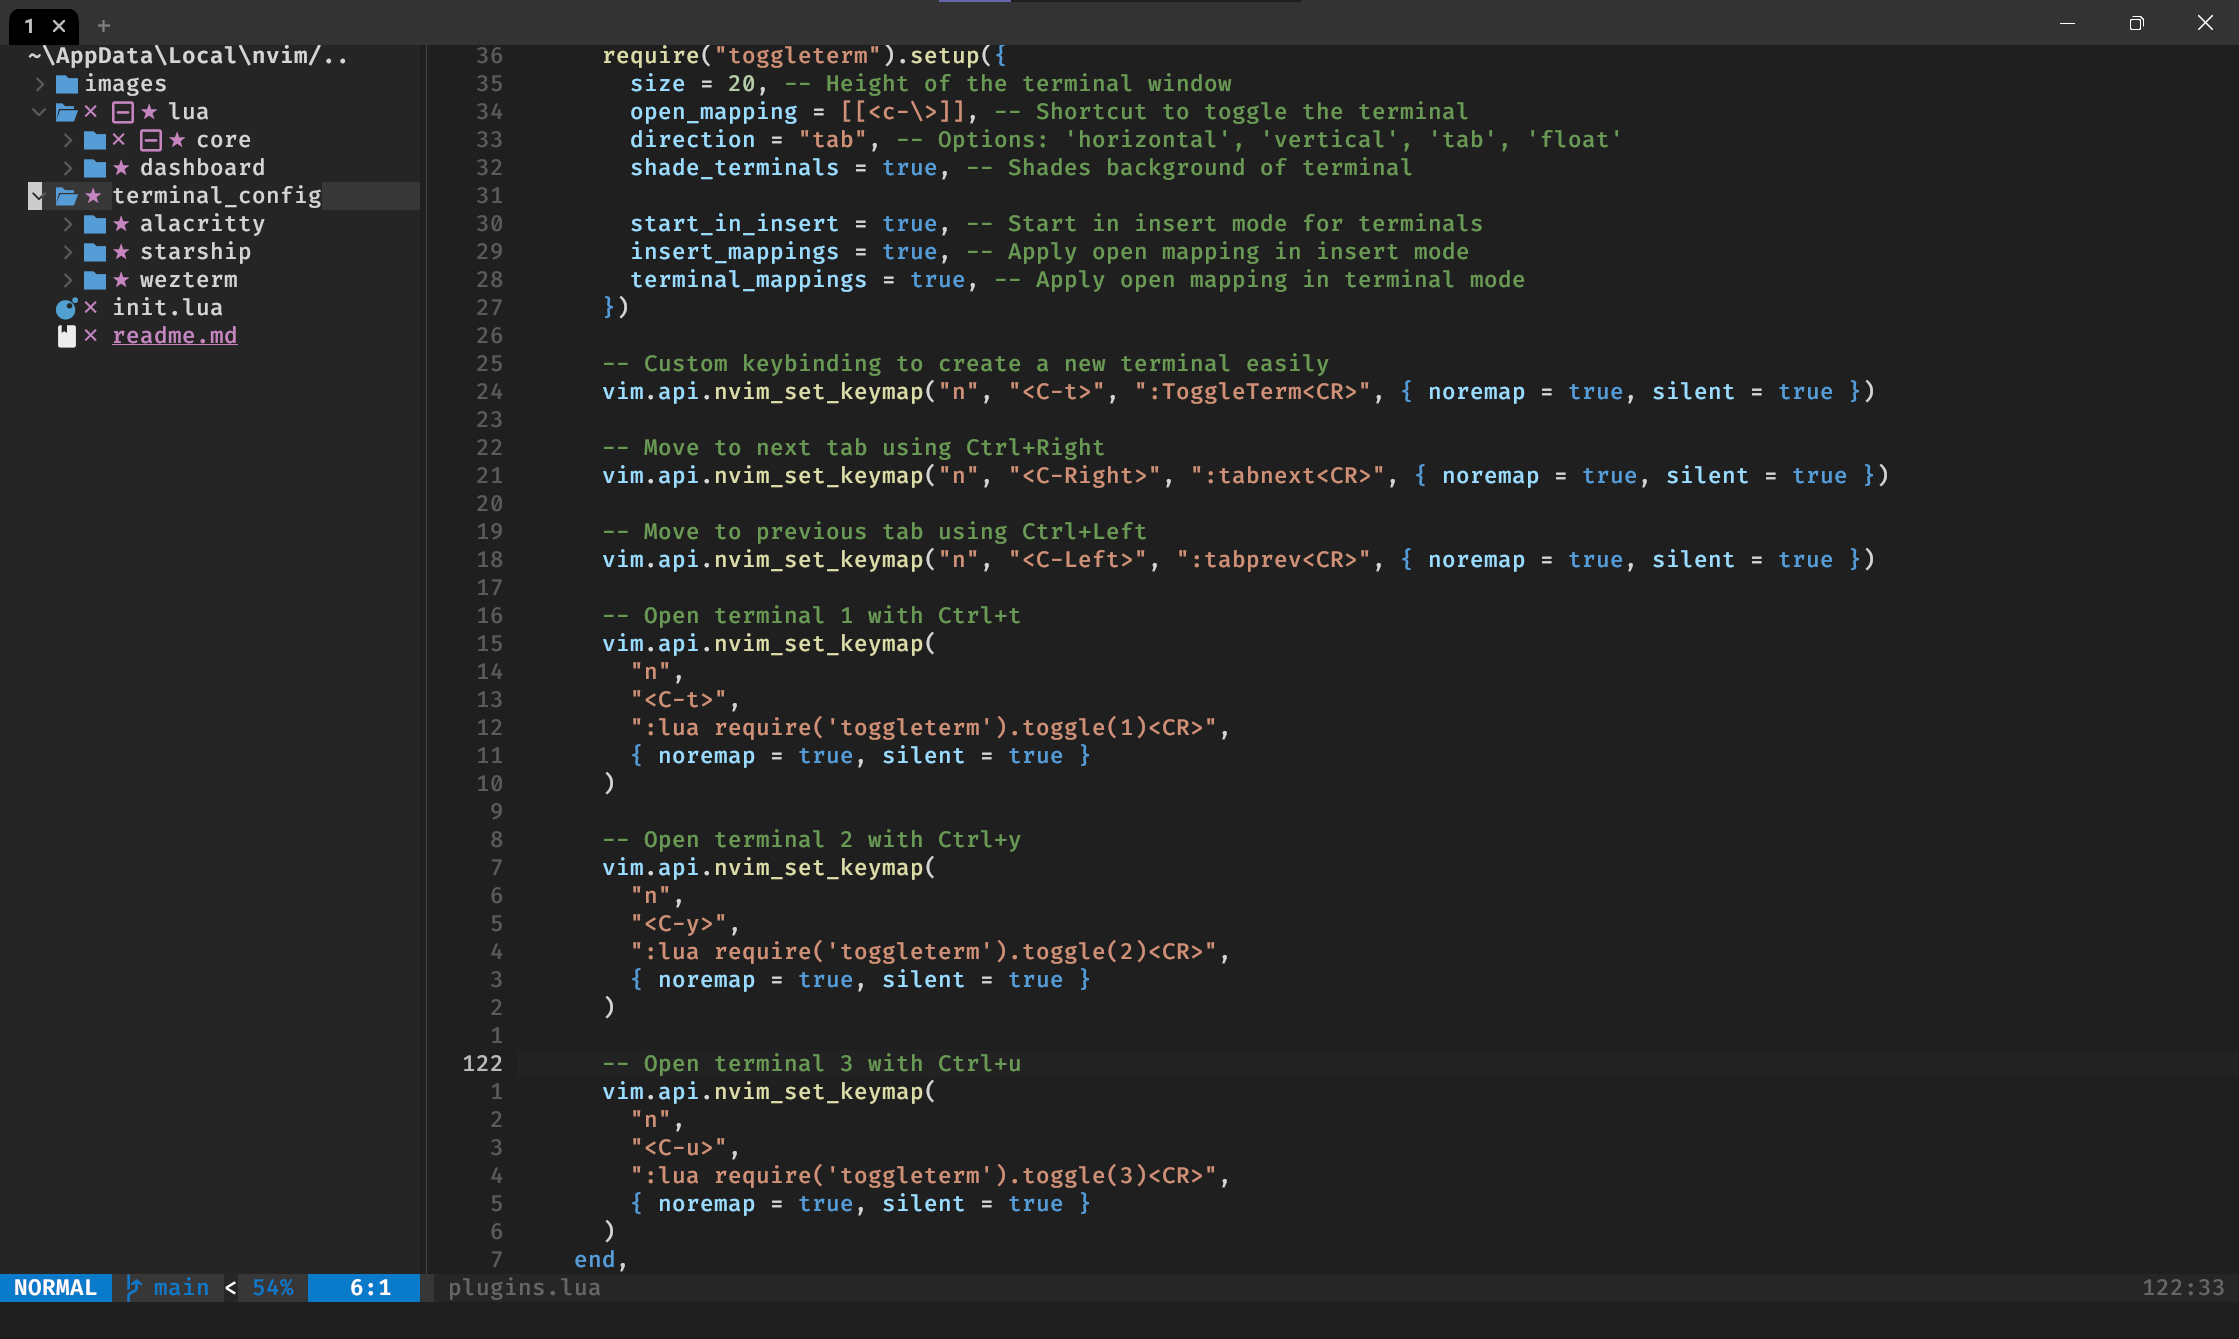 1 × +
~\AppData\Local\nvim/..
images
lua
core
dashboard
terminal_config
alacritty
starship
wezterm
init.lua
readme.md
36 require("toggleterm").setup({
35 size = 20, -- Height of the terminal window
34 open_mapping = [[<c-\>]], -- Shortcut to toggle the terminal
33 direction = "tab", -- Options: 'horizontal', 'vertical', 'tab', 'float'
32 shade_terminals = true, -- Shades background of terminal
31
30 start_in_insert = true, -- Start in insert mode for terminals
29 insert_mappings = true, -- Apply open mapping in insert mode
28 terminal_mappings = true, -- Apply open mapping in terminal mode
27 })
26
25 -- Custom keybinding to create a new terminal easily
24 vim.api.nvim_set_keymap("n", "<C-t>", ":ToggleTerm<CR>", { noremap = true, silent = true })
23
22 -- Move to next tab using Ctrl+Right
21 vim.api.nvim_set_keymap("n", "<C-Right>", ":tabnext<CR>", { noremap = true, silent = true })
20
19 -- Move to previous tab using Ctrl+Left
18 vim.api.nvim_set_keymap("n", "<C-Left>", ":tabprev<CR>", { noremap = true, silent = true })
17
16 -- Open terminal 1 with Ctrl+t
15 vim.api.nvim_set_keymap(
14 "n",
13 "<C-t>",
12 ":lua require('toggleterm').toggle(1)<CR>",
11 { noremap = true, silent = true }
10 )
9
8 -- Open terminal 2 with Ctrl+y
7 vim.api.nvim_set_keymap(
6 "n",
5 "<C-y>",
4 ":lua require('toggleterm').toggle(2)<CR>",
3 { noremap = true, silent = true }
2 )
1
122 -- Open terminal 3 with Ctrl+u
1 vim.api.nvim_set_keymap(
2 "n",
3 "<C-u>",
4 ":lua require('toggleterm').toggle(3)<CR>",
5 { noremap = true, silent = true }
6 )
7 end,
NORMAL main < 54% 6:1 plugins.lua 122:33